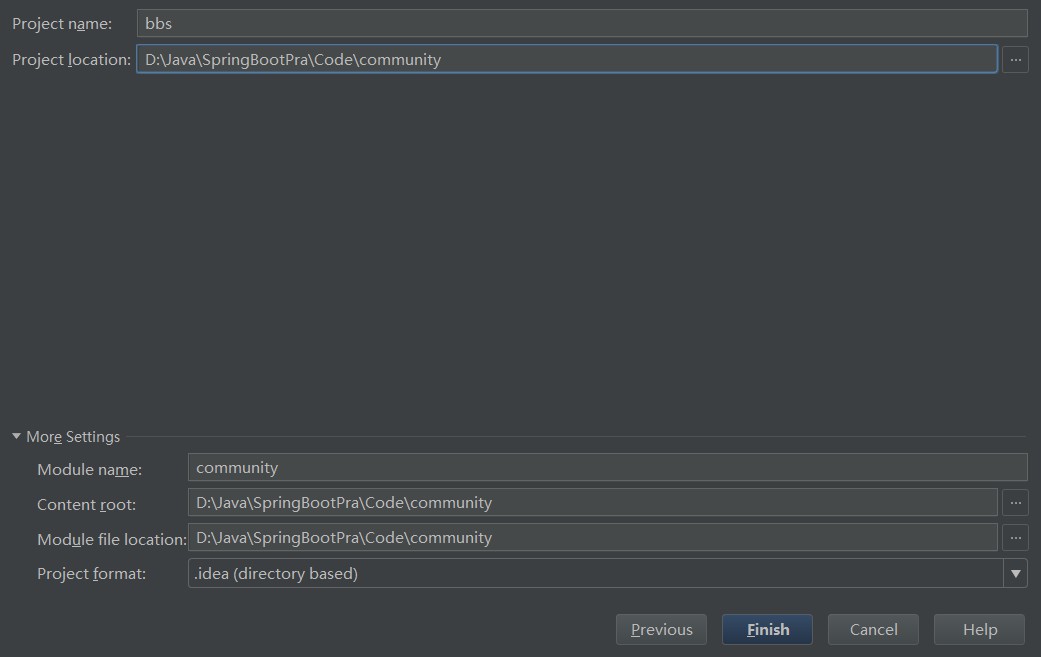 Project name: bbs
Project location: D:\Java\SpringBootPra\Code\community ...
More Settings
Module name: community
Content root: D:\Java\SpringBootPra\Code\community ...
Module file location: D:\Java\SpringBootPra\Code\community ...
Project format: .idea (directory based)
Previous Finish Cancel Help